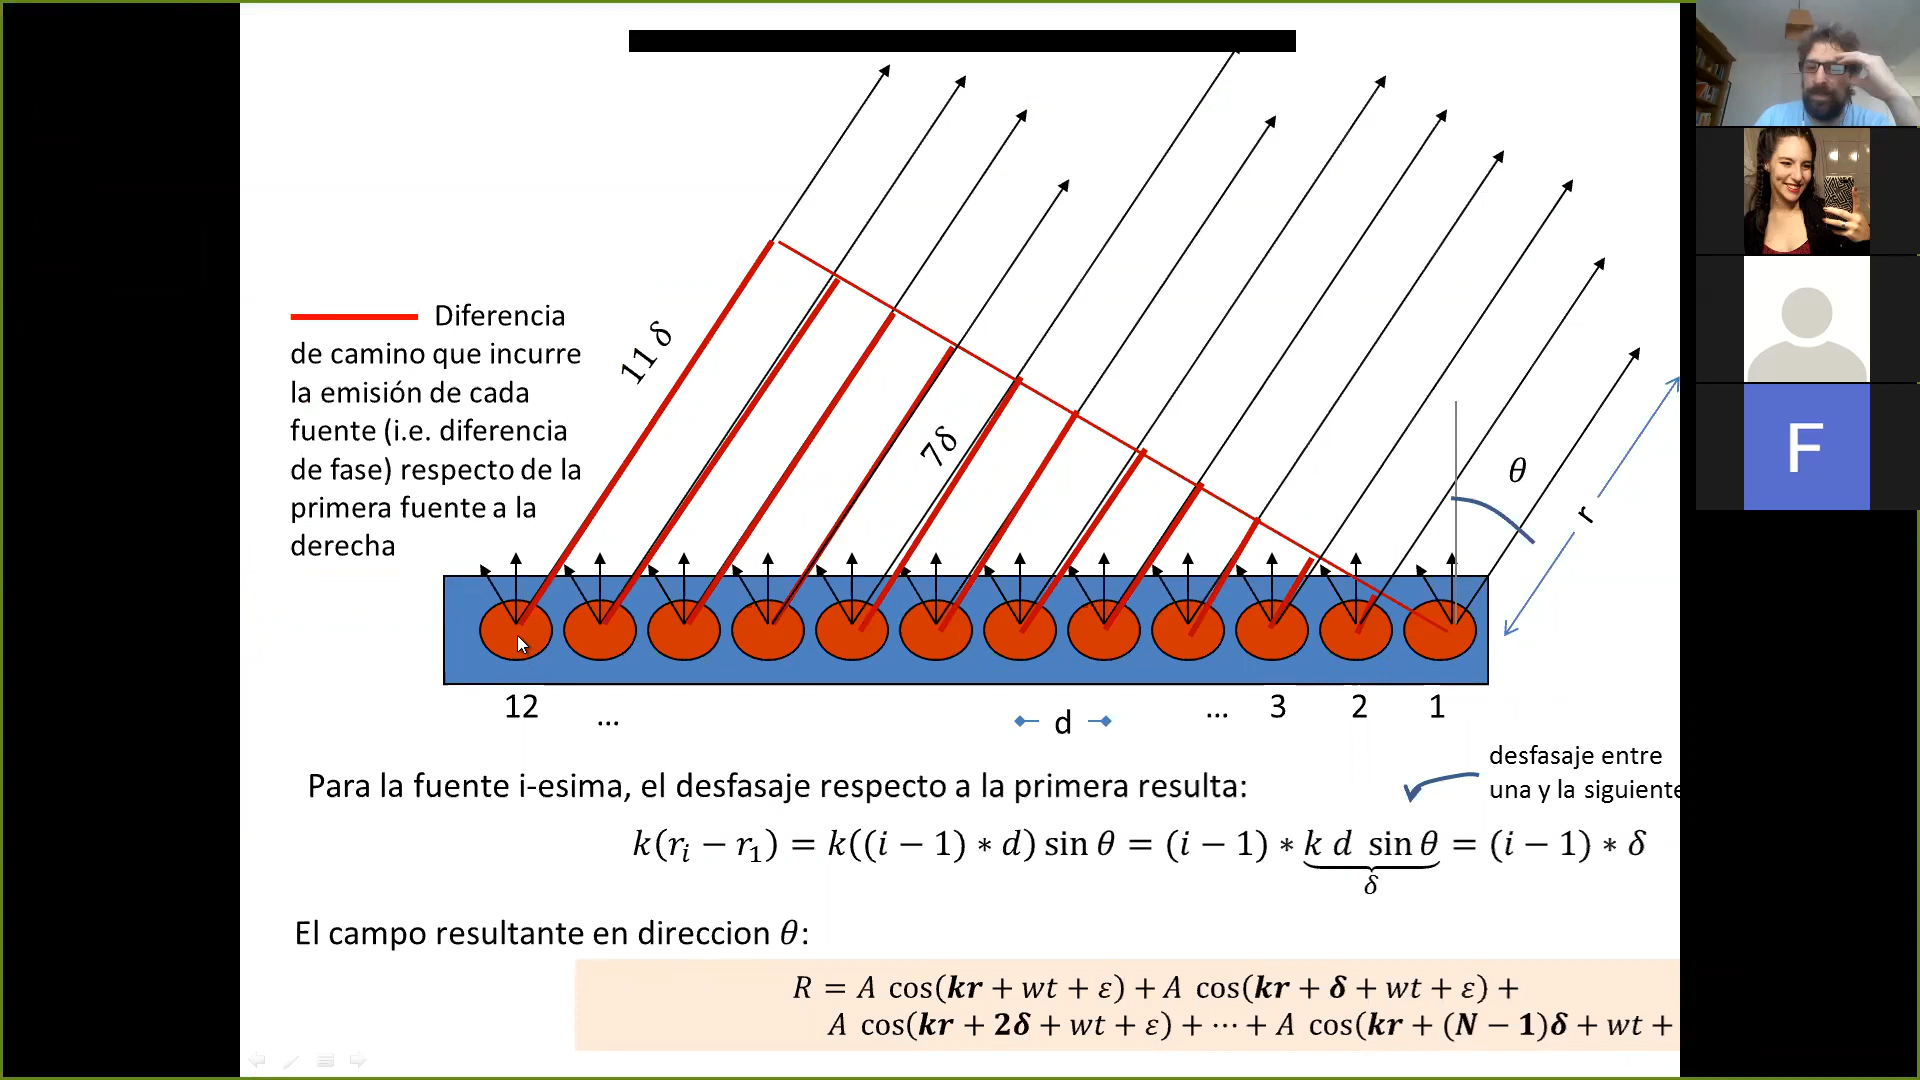 Diferencia
de camino que incurre
la emisión de cada
fuente (i.e. diferencia
de fase) respecto de la
primera fuente a la
derecha
11 δ
7δ
θ
r
12
...
d
...
3
2
1
desfasaje entre
una y la siguiente
Para la fuente i-esima, el desfasaje respecto a la primera resulta:
k(r_i − r_1) = k((i − 1) * d) sin θ = (i − 1) * k d sin θ = (i − 1) * δ
δ
El campo resultante en direccion θ:
R = A cos(kr + wt + ε) + A cos(kr + δ + wt + ε) +
A cos(kr + 2δ + wt + ε) + ⋯ + A cos(kr + (N − 1)δ + wt +
F